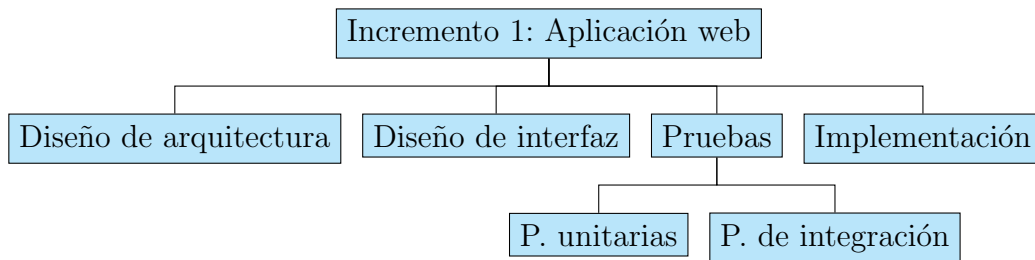 Incremento 1: Aplicación web
Diseño de arquitectura
Diseño de interfaz
Pruebas
Implementación
P. unitarias
P. de integración